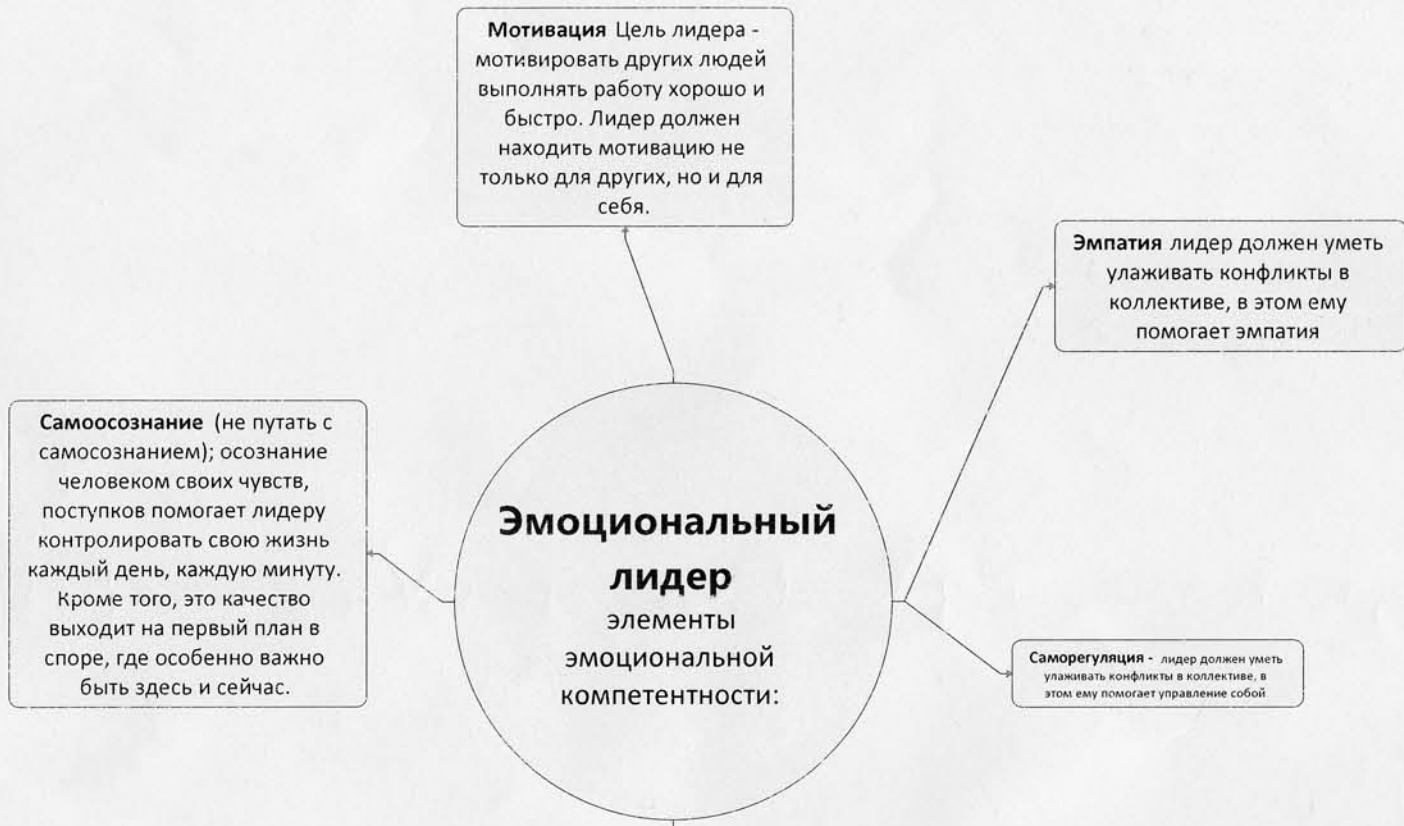 Мотивация Цель лидера -
мотивировать других людей
выполнять работу хорошо и
быстро. Лидер должен
находить мотивацию не
только для других, но и для
себя.
Эмпатия лидер должен уметь
улаживать конфликты в
коллективе, в этом ему
помогает эмпатия
Самоосознание (не путать с
самосознанием); осознание
человеком своих чувств,
поступков помогает лидеру
контролировать свою жизнь
каждый день, каждую минуту.
Кроме того, это качество
выходит на первый план в
споре, где особенно важно
быть здесь и сейчас.
Эмоциональный
лидер
элементы
эмоциональной
компетентности:
Саморегуляция - лидер должен уметь
улаживать конфликты в коллективе, в
этом ему помогает управление собой